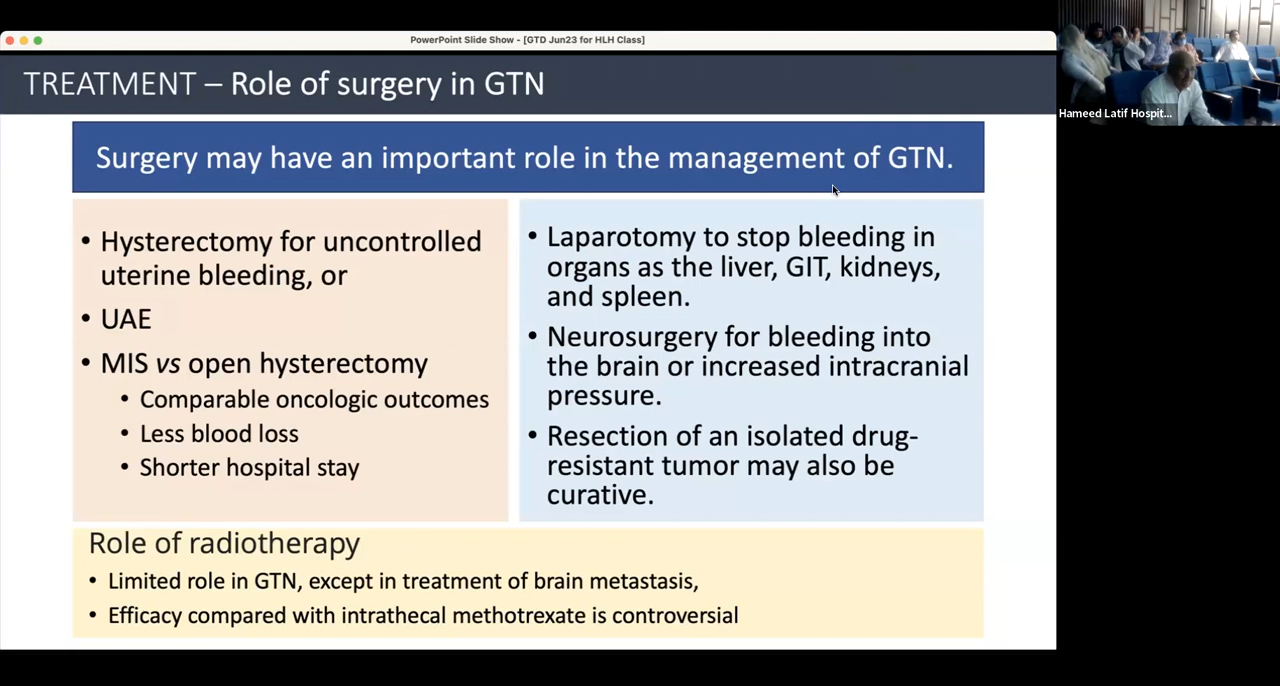 PowerPoint Slide Show - [GTD Jun23 for HLH Class]
TREATMENT – Role of surgery in GTN
Hameed Latif Hospit...
Surgery may have an important role in the management of GTN.
• Hysterectomy for uncontrolled
uterine bleeding, or
• UAE
• MIS vs open hysterectomy
• Comparable oncologic outcomes
• Less blood loss
• Shorter hospital stay
• Laparotomy to stop bleeding in
organs as the liver, GIT, kidneys,
and spleen.
• Neurosurgery for bleeding into
the brain or increased intracranial
pressure.
• Resection of an isolated drug-
resistant tumor may also be
curative.
Role of radiotherapy
• Limited role in GTN, except in treatment of brain metastasis,
• Efficacy compared with intrathecal methotrexate is controversial